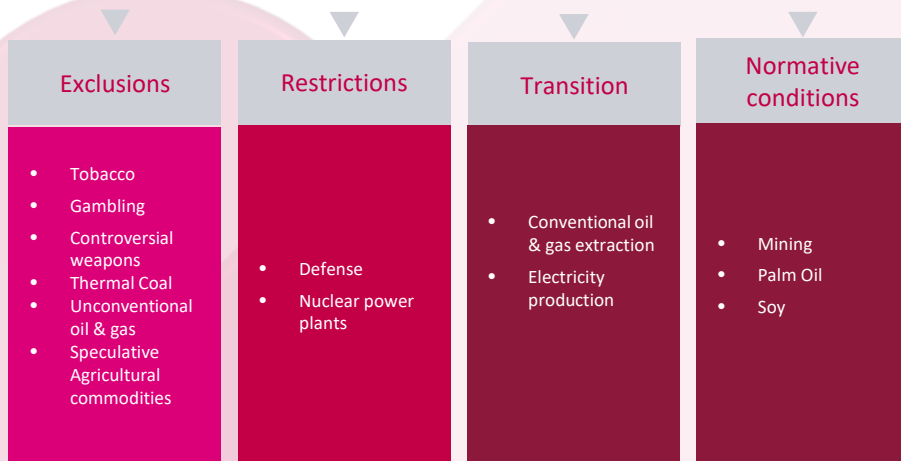 Exclusions
• Tobacco
• Gambling
• Controversial
weapons
• Thermal Coal
• Unconventional
oil & gas
• Speculative
Agricultural
commodities
Restrictions
• Defense
• Nuclear power
plants
Transition
• Conventional oil
& gas extraction
• Electricity
production
Normative
conditions
• Mining
• Palm Oil
• Soy